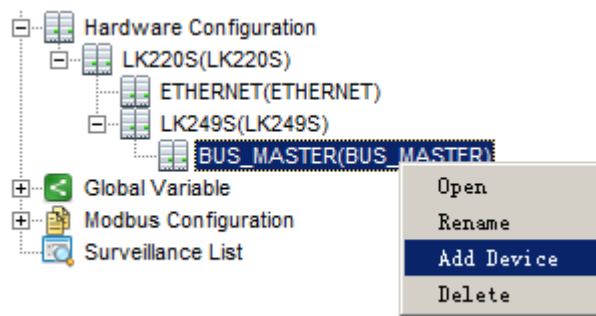 Hardware Configuration
LK220S(LK220S)
ETHERNET(ETHERNET)
LK249S(LK249S)
BUS_MASTER(BUS_MASTER)
Global Variable
Modbus Configuration
Surveillance List
Open
Rename
Add Device
Delete